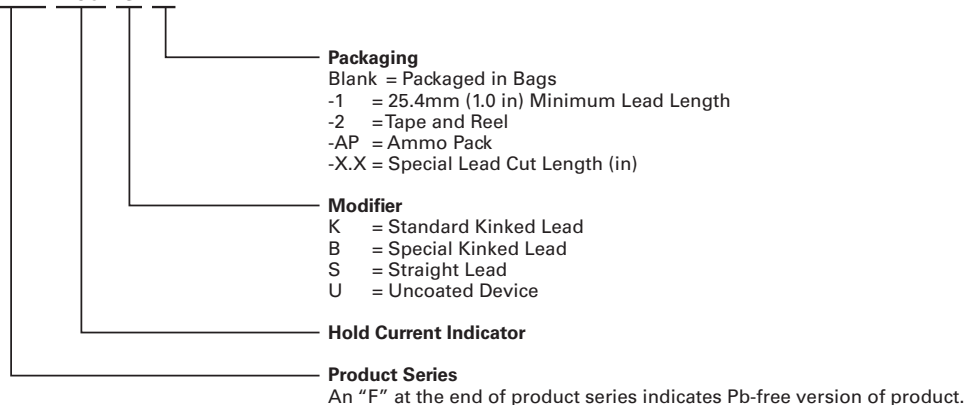 Packaging
Blank = Packaged in Bags
-1 = 25.4mm (1.0 in) Minimum Lead Length
-2 =Tape and Reel
-AP = Ammo Pack
-X.X = Special Lead Cut Length (in)
Modifier
K = Standard Kinked Lead
B = Special Kinked Lead
S = Straight Lead
U = Uncoated Device
Hold Current Indicator
Product Series
An “F” at the end of product series indicates Pb-free version of product.